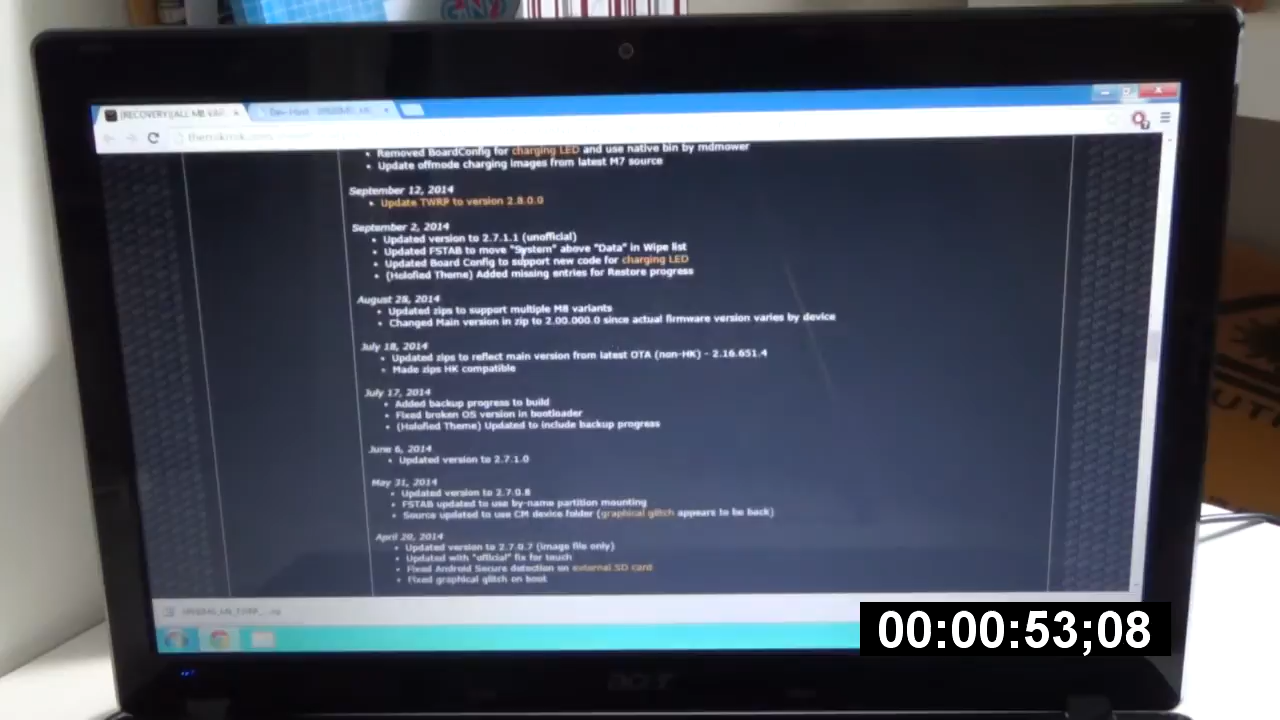 [RECOVERY][ALL M8 VAR
• Removed BoardConfig for charging LED and use native bin by mdmower
• Update offmode charging images from latest M7 source
September 12, 2014
• Update TWRP to version 2.8.0.0
September 2, 2014
• Updated version to 2.7.1.1 (unofficial)
• Updated FSTAB to move "System" above "Data" in Wipe list
• Updated Board Config to support new code for charging LED
• (Holofied Theme) Added missing entries for Restore progress
August 28, 2014
• Updated zips to support multiple M8 variants
• Changed Main version in zip to 2.00.000.0 since actual firmware version varies by device
July 18, 2014
• Updated zips to reflect main version from latest OTA (non-HK) - 2.16.651.4
• Made zips HK compatible
July 17, 2014
• Added backup progress to build
• Fixed broken OS version in bootloader
• (Holofied Theme) Updated to include backup progress
June 6, 2014
• Updated version to 2.7.1.0
May 31, 2014
• Updated version to 2.7.0.8
• FSTAB updated to use by-name partition mounting
• Source updated to use CM device folder (graphical glitch appears to be back)
April 20, 2014
• Updated version to 2.7.0.7 (image file only)
• Updated with "official" fix for touch
• Fixed Android Secure detection on external SD card
• Fixed graphical glitch on boot
00:00:53;08
acer